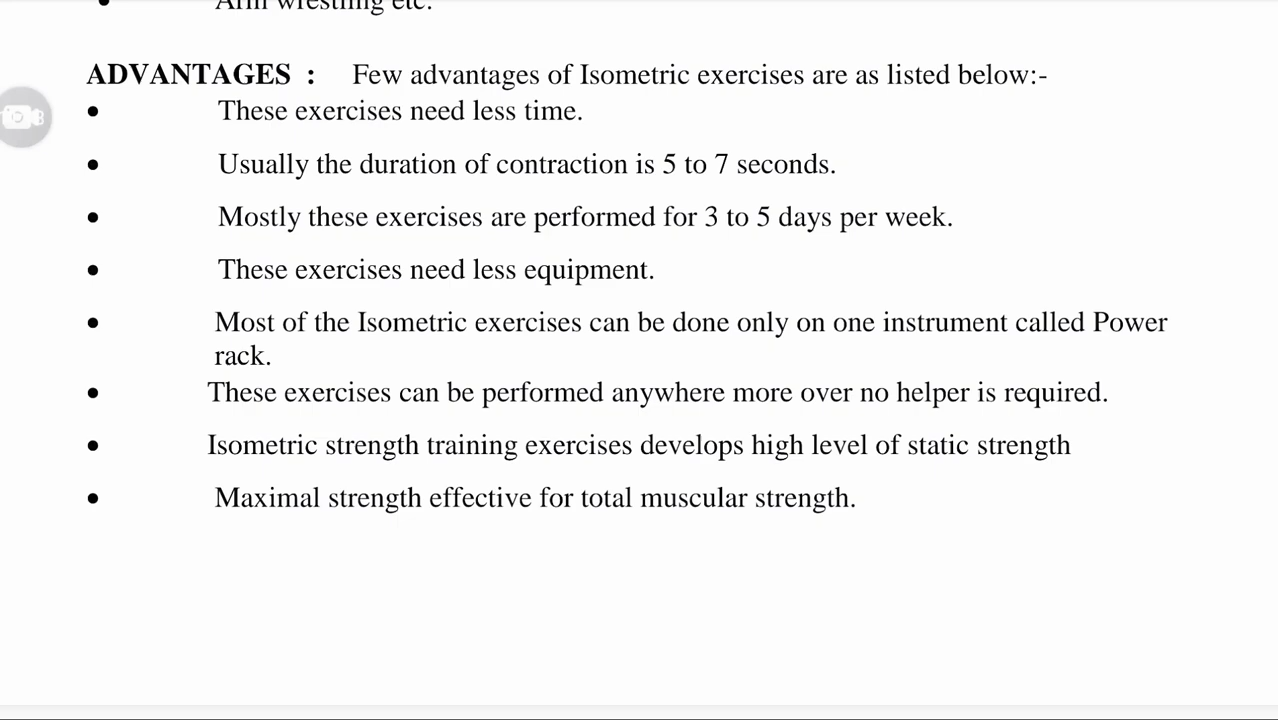 • Arm wrestling etc.
ADVANTAGES : Few advantages of Isometric exercises are as listed below:-
• These exercises need less time.
• Usually the duration of contraction is 5 to 7 seconds.
• Mostly these exercises are performed for 3 to 5 days per week.
• These exercises need less equipment.
• Most of the Isometric exercises can be done only on one instrument called Power
rack.
• These exercises can be performed anywhere more over no helper is required.
• Isometric strength training exercises develops high level of static strength
• Maximal strength effective for total muscular strength.